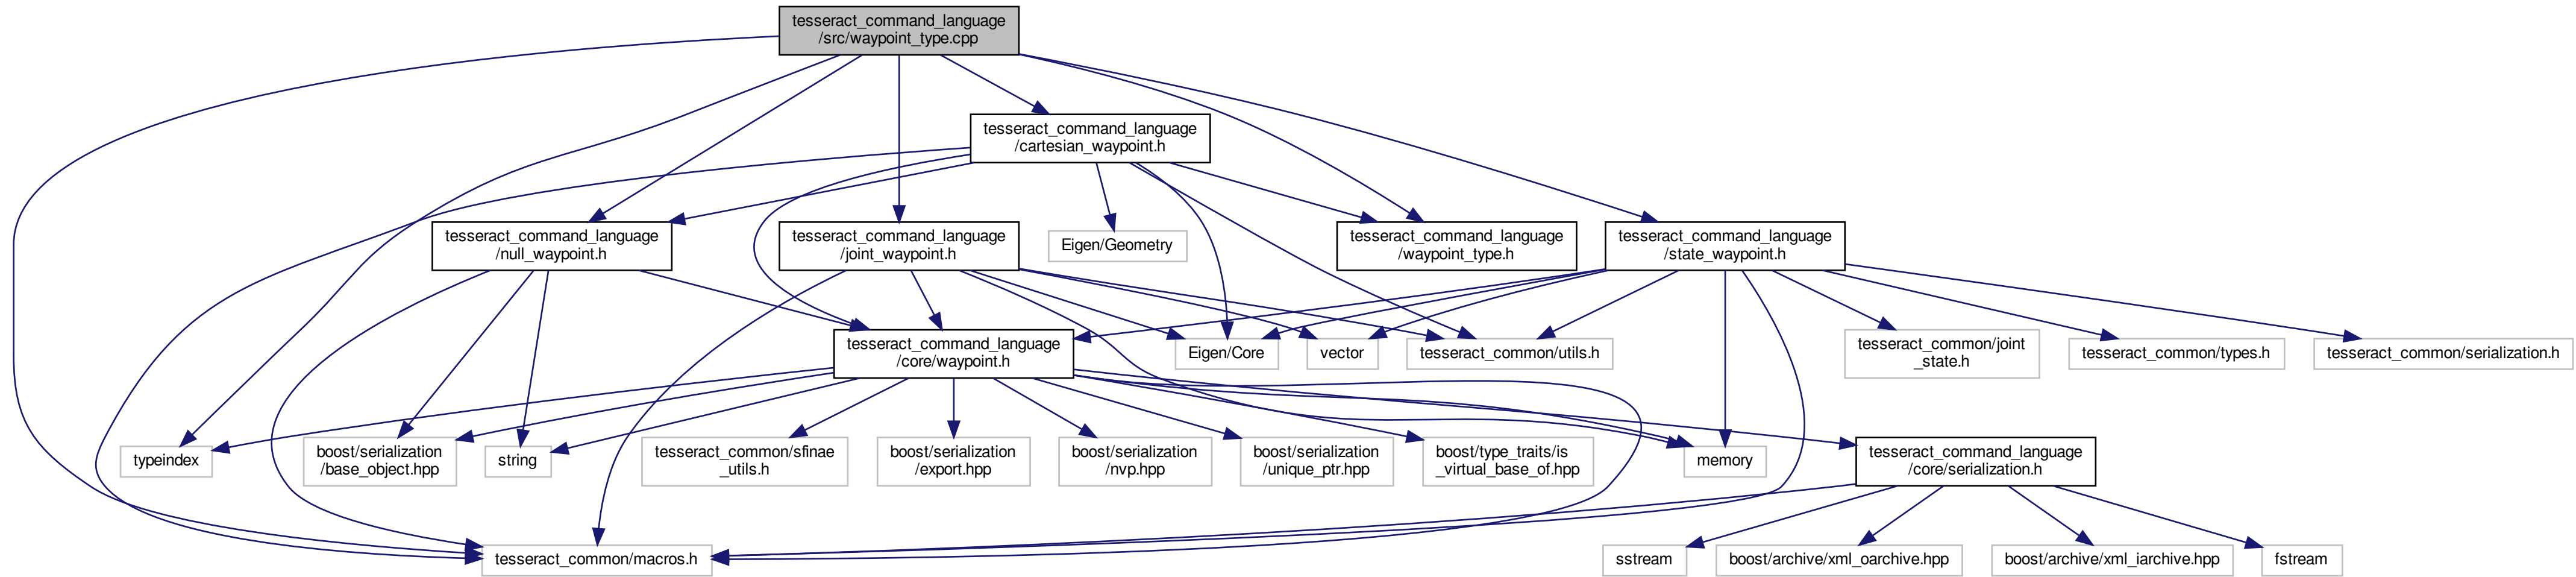 tesseract_command_language
/src/waypoint_type.cpp
tesseract_command_language
/cartesian_waypoint.h
tesseract_command_language
/null_waypoint.h
tesseract_command_language
/joint_waypoint.h
Eigen/Geometry
tesseract_command_language
/waypoint_type.h
tesseract_command_language
/state_waypoint.h
tesseract_command_language
/core/waypoint.h
Eigen/Core
vector
tesseract_common/utils.h
tesseract_common/joint
_state.h
tesseract_common/types.h
tesseract_common/serialization.h
typeindex
boost/serialization
/base_object.hpp
string
tesseract_common/sfinae
_utils.h
boost/serialization
/export.hpp
boost/serialization
/nvp.hpp
boost/serialization
/unique_ptr.hpp
boost/type_traits/is
_virtual_base_of.hpp
memory
tesseract_command_language
/core/serialization.h
tesseract_common/macros.h
sstream
boost/archive/xml_oarchive.hpp
boost/archive/xml_iarchive.hpp
fstream